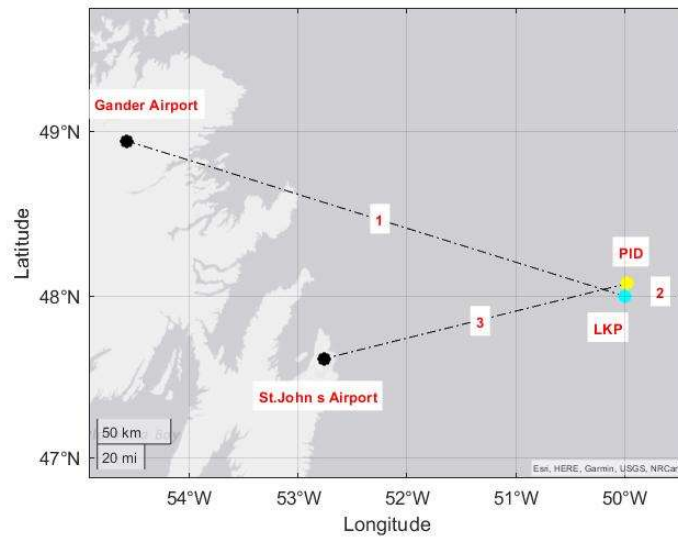 Gander Airport
49°N
1
PID
48°N
2
LKP
3
St.John s Airport
50 km
20 mi
47°N
Esri, HERE, Garmin, USGS, NRCan
54°W
53°W
52°W
51°W
50°W
Latitude
Longitude